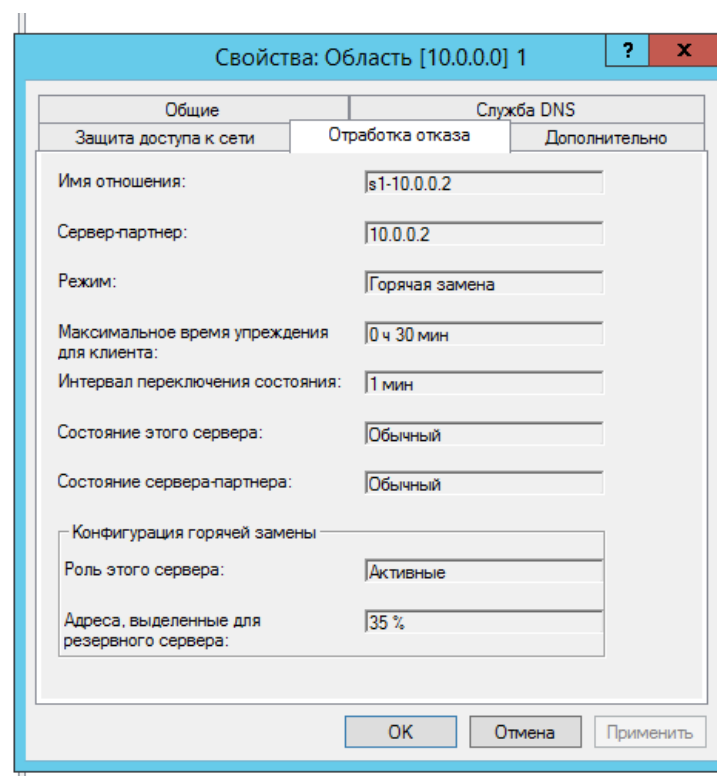 Свойства: Область [10.0.0.0] 1
? x
Общие
Служба DNS
Защита доступа к сети
Отработка отказа
Дополнительно
Имя отношения:
s1-10.0.0.2
Сервер-партнер:
10.0.0.2
Режим:
Горячая замена
Максимальное время упреждения
для клиента:
0 ч 30 мин
Интервал переключения состояния:
1 мин
Состояние этого сервера:
Обычный
Состояние сервера-партнера:
Обычный
Конфигурация горячей замены
Роль этого сервера:
Активные
Адреса, выделенные для
резервного сервера:
35 %
OK
Отмена
Применить